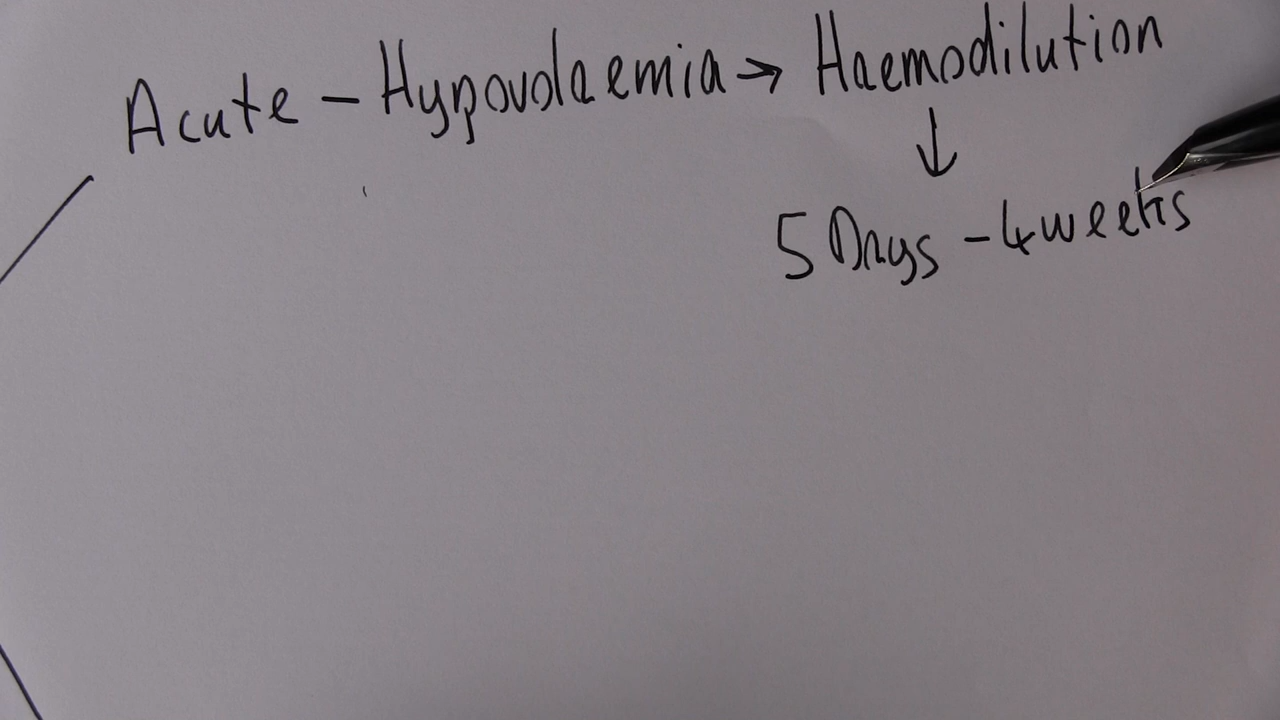 Acute – Hypovolaemia → Haemodilution
↓
5 Days – 4 weeks